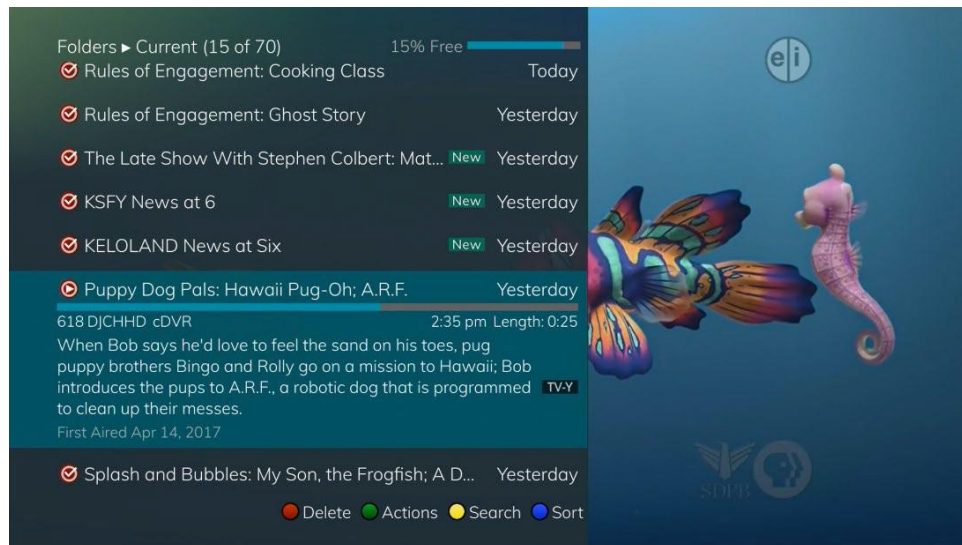 Folders ▸ Current (15 of 70) 15% Free
Rules of Engagement: Cooking Class Today
Rules of Engagement: Ghost Story Yesterday
The Late Show With Stephen Colbert: Mat... New Yesterday
KSFY News at 6 New Yesterday
KELOLAND News at Six New Yesterday
Puppy Dog Pals: Hawaii Pug-Oh; A.R.F. Yesterday
618 DJCHHD cDVR 2:35 pm Length: 0:25
When Bob says he'd love to feel the sand on his toes, pug
puppy brothers Bingo and Rolly go on a mission to Hawaii; Bob
introduces the pups to A.R.F., a robotic dog that is programmed TV-Y
to clean up their messes.
First Aired Apr 14, 2017
Splash and Bubbles: My Son, the Frogfish; A D... Yesterday
Delete Actions Search Sort
e i
SDPB